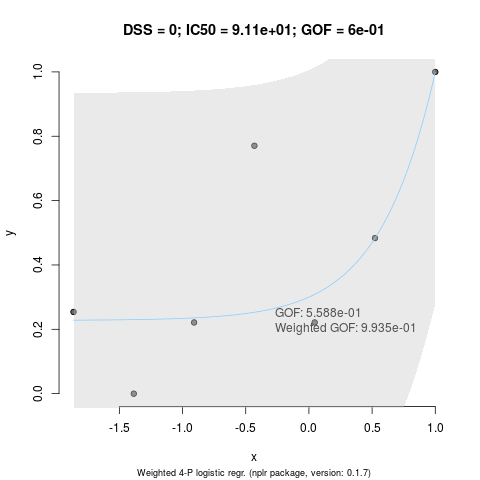 DSS = 0; IC50 = 9.11e+01; GOF = 6e-01
1.0
0.8
0.6
0.4
0.2
0.0
y
GOF: 5.588e-01
Weighted GOF: 9.935e-01
-1.5 -1.0 -0.5 0.0 0.5 1.0
x
Weighted 4-P logistic regr. (nplr package, version: 0.1.7)